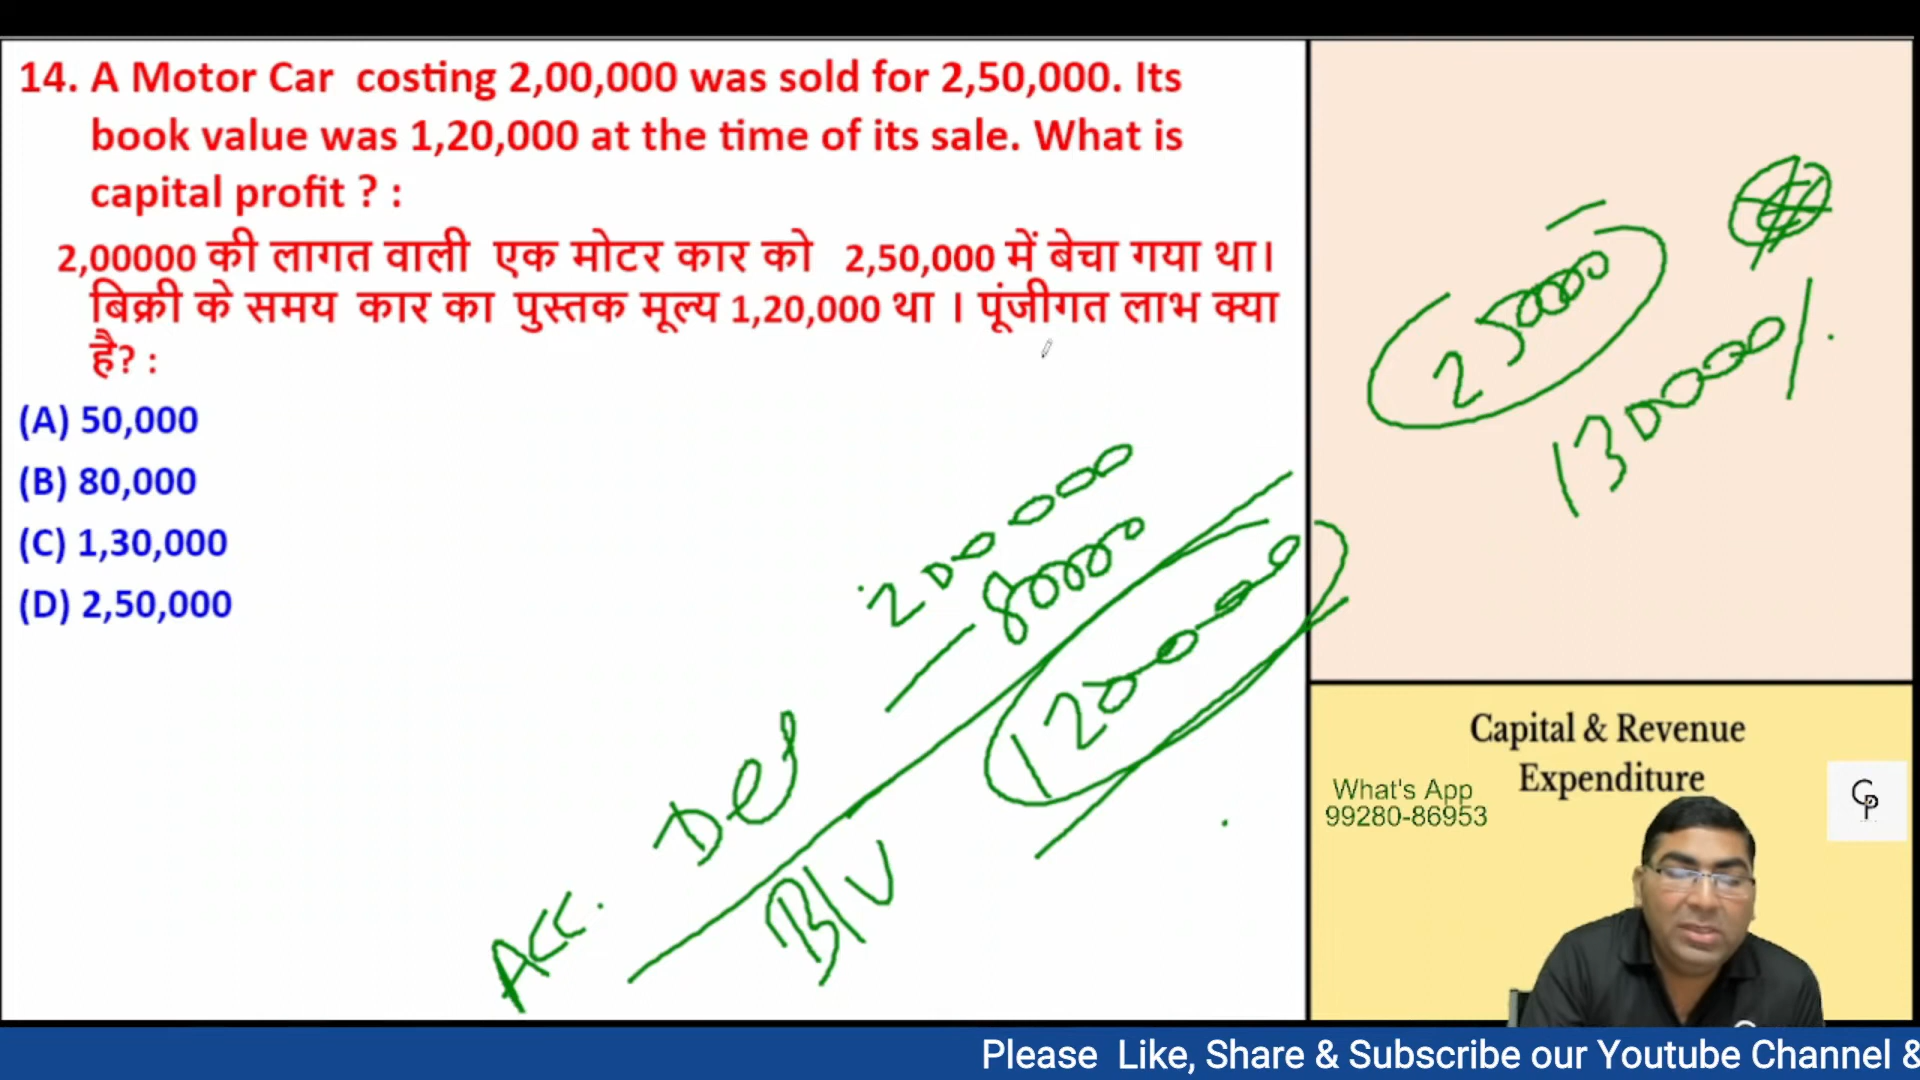 14. A Motor Car costing 2,00,000 was sold for 2,50,000. Its
book value was 1,20,000 at the time of its sale. What is
capital profit ? :
2,00000 की लागत वाली एक मोटर कार को 2,50,000 में बेचा गया था।
बिक्री के समय कार का पुस्तक मूल्य 1,20,000 था । पूंजीगत लाभ क्या
है? :
(A) 50,000
(B) 80,000
(C) 1,30,000
(D) 2,50,000
200000
80000
120000
Acc.
B/V
250000
130000
Capital & Revenue
Expenditure
What's App
99280-86953
Please Like, Share & Subscribe our Youtube Channel &